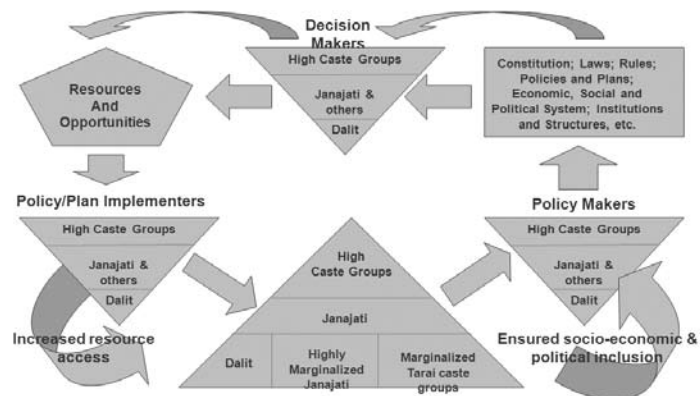 Decision
Makers
High Caste Groups
Janajati &
others
Dalit
Resources
And
Opportunities
Constitution; Laws; Rules;
Policies and Plans;
Economic, Social and
Political System; Institutions
and Structures, etc.
Policy/Plan Implementers
High Caste Groups
Janajati &
others
Dalit
Increased resource
access
High
Caste Groups
Janajati
Dalit
Highly
Marginalized
Janajati
Marginalized
Tarai caste
groups
Policy Makers
High Caste Groups
Janajati &
others
Dalit
Ensured socio-economic &
political inclusion